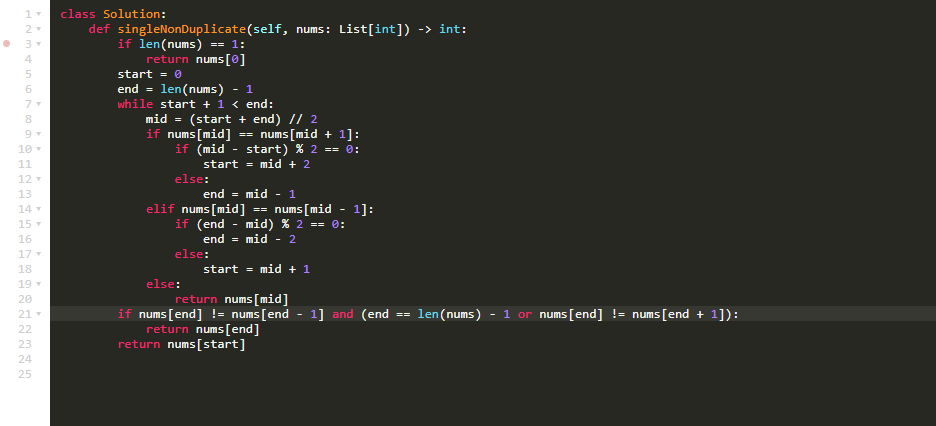 1 class Solution:
2 def singleNonDuplicate(self, nums: List[int]) -> int:
3 if len(nums) == 1:
4 return nums[0]
5 start = 0
6 end = len(nums) - 1
7 while start + 1 < end:
8 mid = (start + end) // 2
9 if nums[mid] == nums[mid + 1]:
10 if (mid - start) % 2 == 0:
11 start = mid + 2
12 else:
13 end = mid - 1
14 elif nums[mid] == nums[mid - 1]:
15 if (end - mid) % 2 == 0:
16 end = mid - 2
17 else:
18 start = mid + 1
19 else:
20 return nums[mid]
21 if nums[end] != nums[end - 1] and (end == len(nums) - 1 or nums[end] != nums[end + 1]):
22 return nums[end]
23 return nums[start]
24
25